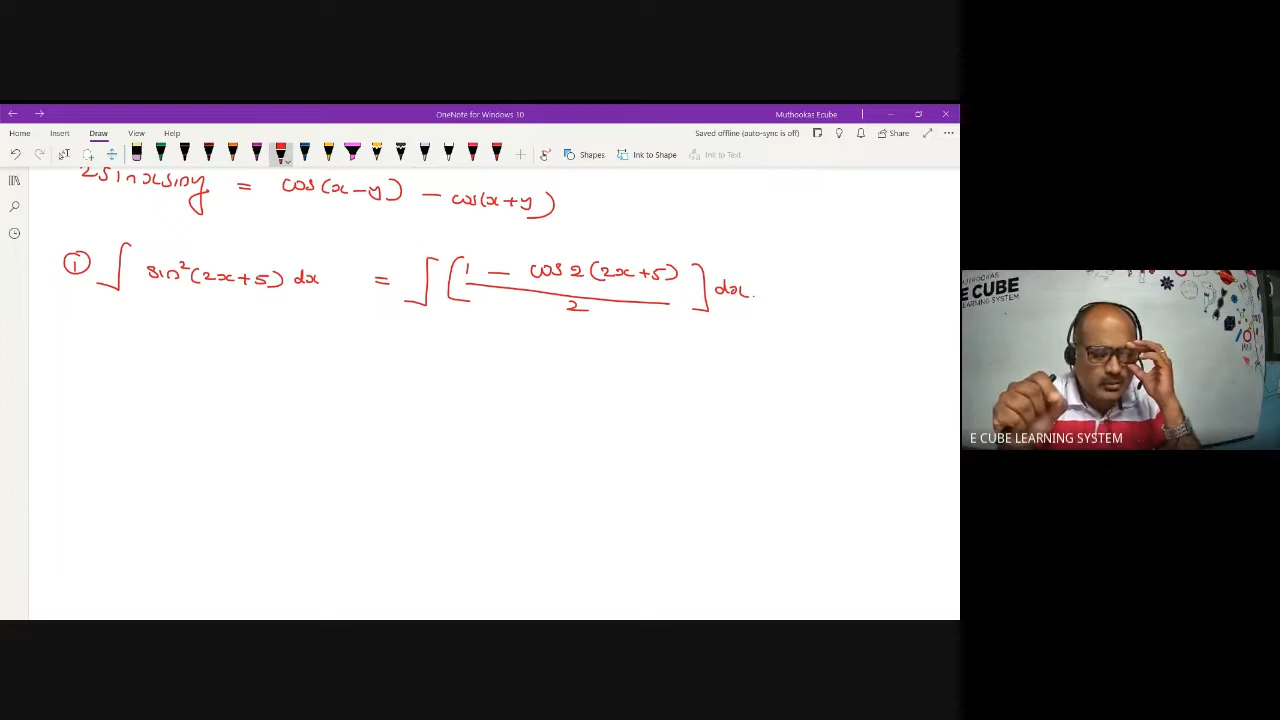 OneNote for Windows 10
Muthookas Ecube
Home Insert Draw View Help
Saved offline (auto-sync is off)
Share
Shapes
Ink to Shape
Ink to Text
2sinxsiny = cos(x-y) - cos(x+y)
① ∫ sin²(2x+5) dx = ∫ [1 - cos 2(2x+5) / 2] dx.
MUTHOOKAS
E CUBE
LEARNING SYSTEM
E CUBE LEARNING SYSTEM